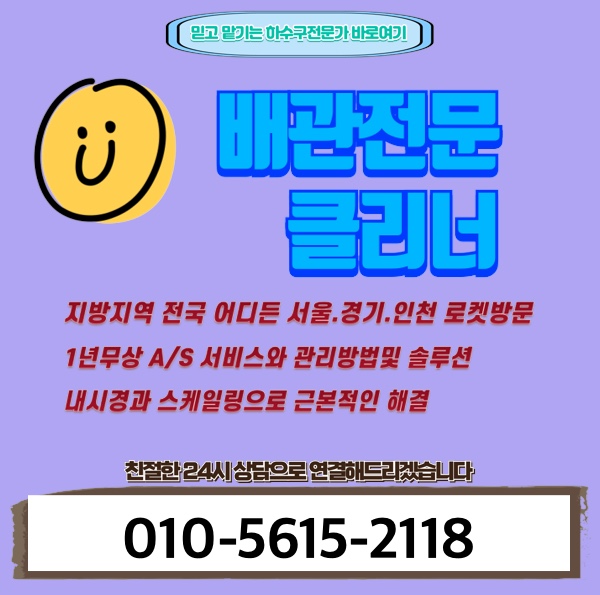 믿고 맡기는 하수구전문가 바로여기
배관전문
클리너
지방지역 전국 어디든 서울.경기.인천 로켓방문
1년무상 A/S 서비스와 관리방법및 솔루션
내시경과 스케일링으로 근본적인 해결
친절한 24시 상담으로 연결해드리겠습니다
010-5615-2118